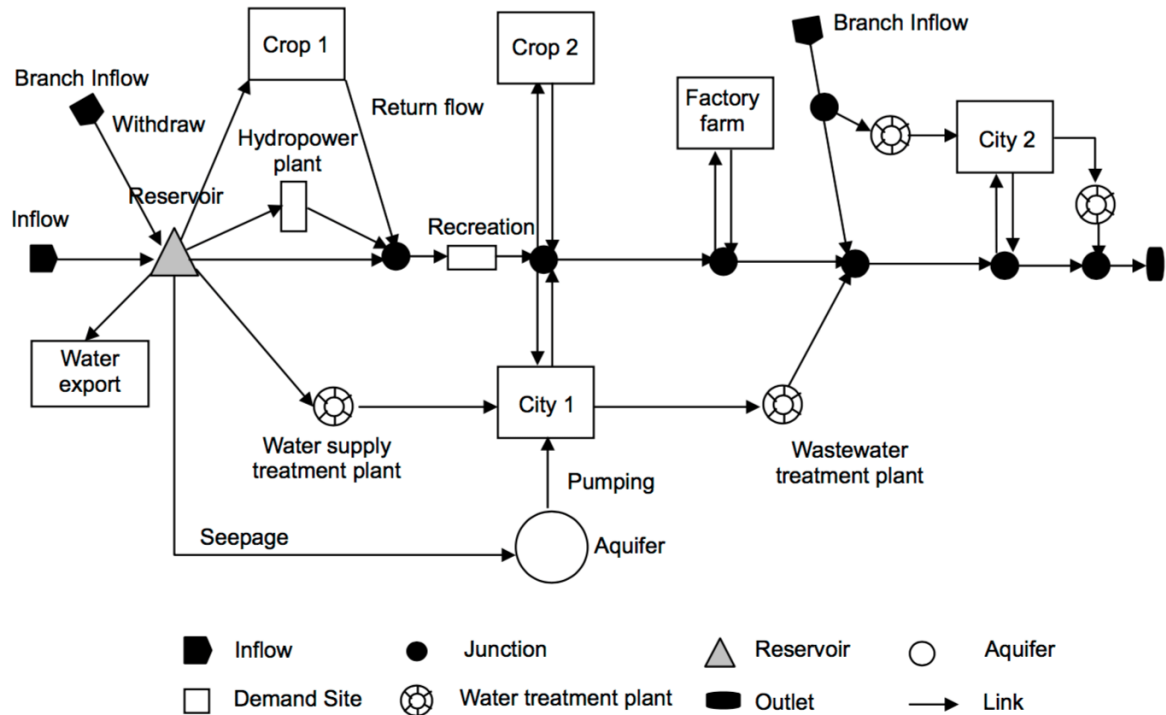 Crop 1
Crop 2
Branch Inflow
Branch Inflow
Withdraw
Return flow
Factory
farm
Hydropower
plant
City 2
Reservoir
Inflow
Recreation
Water
export
City 1
Water supply
treatment plant
Wastewater
treatment plant
Pumping
Seepage
Aquifer
Inflow
Junction
Reservoir
Aquifer
Demand Site
Water treatment plant
Outlet
Link